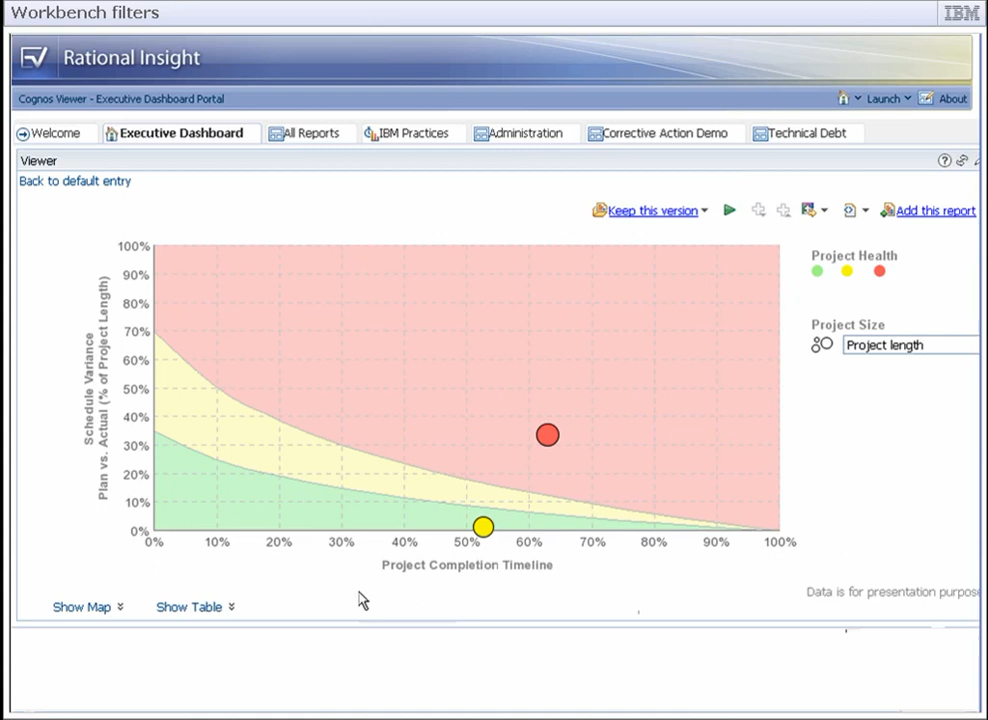 Workbench filters
IBM
Rational Insight
Cognos Viewer - Executive Dashboard Portal
Launch About
Welcome Executive Dashboard All Reports IBM Practices Administration Corrective Action Demo Technical Debt
Viewer
Back to default entry
Keep this version Add this report
Project Health
Project Size
Project length
Schedule Variance
Plan vs. Actual (% of Project Length)
100%
90%
80%
70%
60%
50%
40%
30%
20%
10%
0%
0% 10% 20% 30% 40% 50% 60% 70% 80% 90% 100%
Project Completion Timeline
Data is for presentation purpose
Show Map Show Table